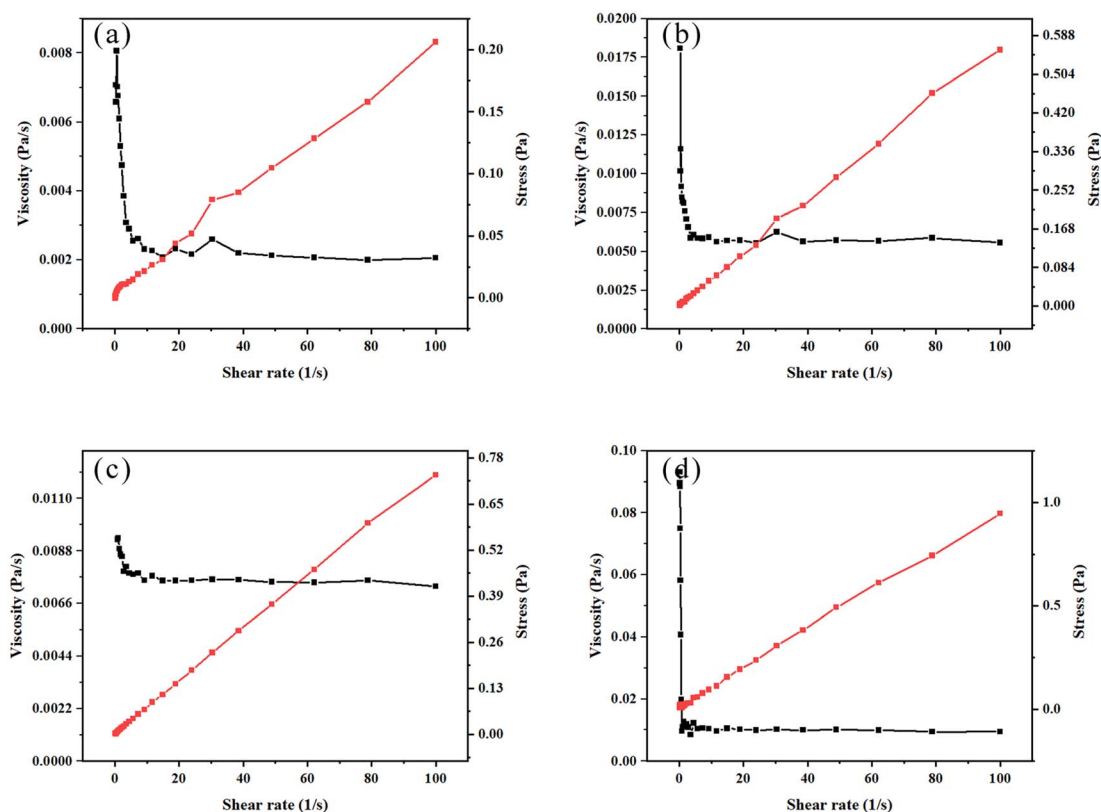 (a)
Viscosity (Pa/s)
0.008
0.006
0.004
0.002
0.000
0.20
0.15
0.10
0.05
0.00
Stress (Pa)
0 20 40 60 80 100
Shear rate (1/s)
(b)
Viscosity (Pa/s)
0.0200
0.0175
0.0150
0.0125
0.0100
0.0075
0.0050
0.0025
0.0000
0.588
0.504
0.420
0.336
0.252
0.168
0.084
0.000
Stress (Pa)
0 20 40 60 80 100
Shear rate (1/s)
(c)
Viscosity (Pa/s)
0.0110
0.0088
0.0066
0.0044
0.0022
0.0000
0.78
0.65
0.52
0.39
0.26
0.13
0.00
Stress (Pa)
0 20 40 60 80 100
Shear rate (1/s)
(d)
Viscosity (Pa/s)
0.10
0.08
0.06
0.04
0.02
0.00
1.0
0.5
0.0
Stress (Pa)
0 20 40 60 80 100
Shear rate (1/s)